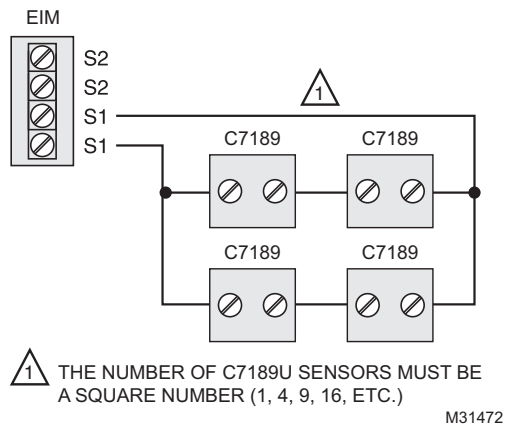 EIM
S2
S2
S1
S1
1
C7189
C7189
C7189
C7189
1 THE NUMBER OF C7189U SENSORS MUST BE
A SQUARE NUMBER (1, 4, 9, 16, ETC.)
M31472